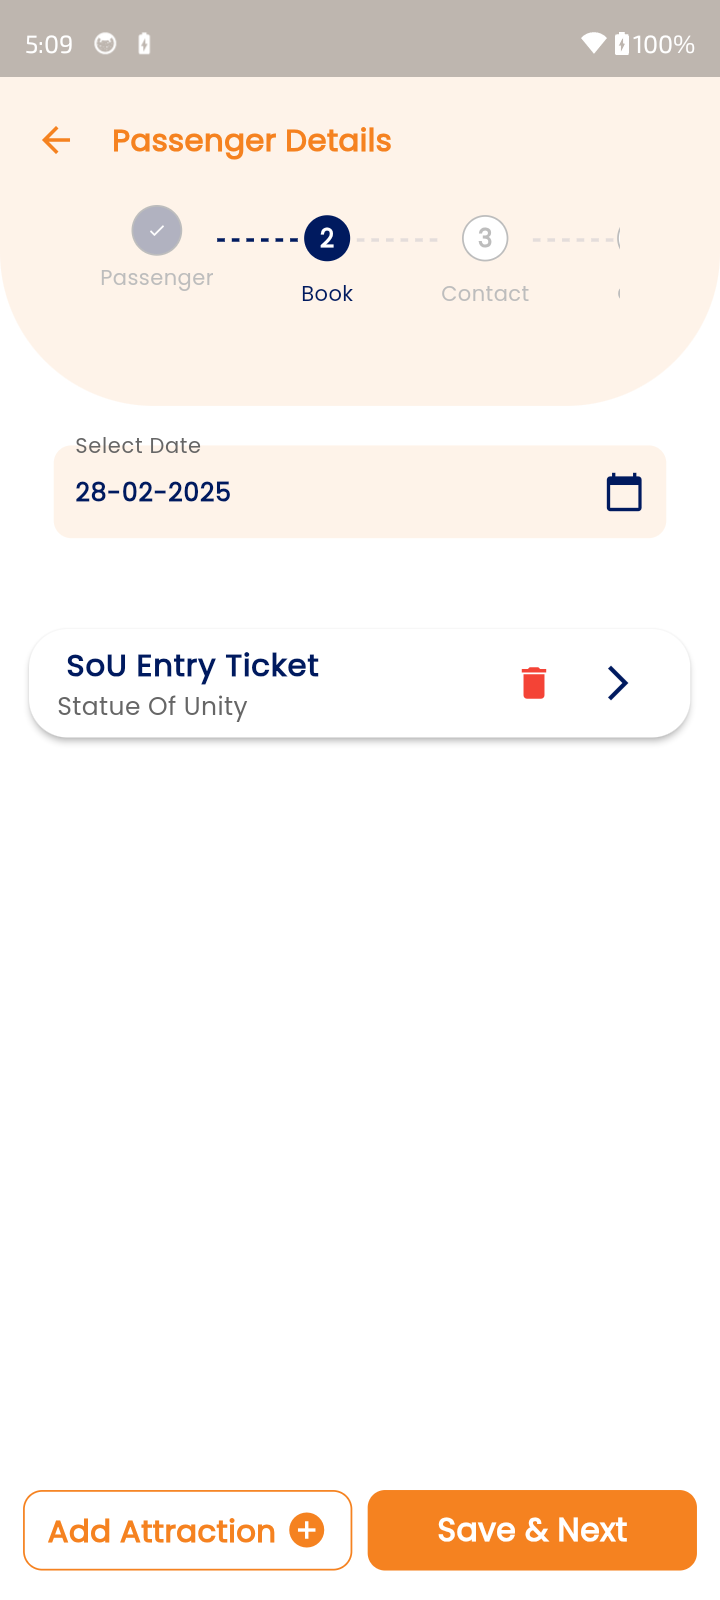 5:09 100%
Passenger Details
2 3
Passenger
Book Contact
Select Date
28-02-2025
SoU Entry Ticket
Statue Of Unity
Add Attraction
Save & Next